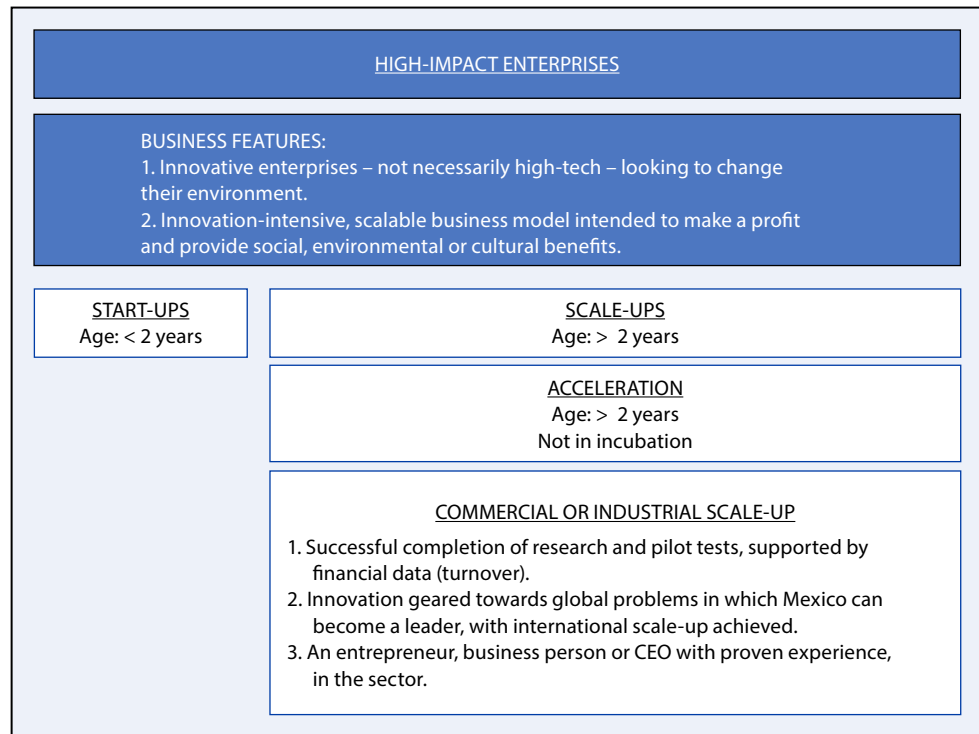 HIGH-IMPACT ENTERPRISES
BUSINESS FEATURES:
1. Innovative enterprises – not necessarily high-tech – looking to change
their environment.
2. Innovation-intensive, scalable business model intended to make a profit
and provide social, environmental or cultural benefits.
START-UPS
Age: < 2 years
SCALE-UPS
Age: > 2 years
ACCELERATION
Age: > 2 years
Not in incubation
COMMERCIAL OR INDUSTRIAL SCALE-UP
1. Successful completion of research and pilot tests, supported by
financial data (turnover).
2. Innovation geared towards global problems in which Mexico can
become a leader, with international scale-up achieved.
3. An entrepreneur, business person or CEO with proven experience,
in the sector.